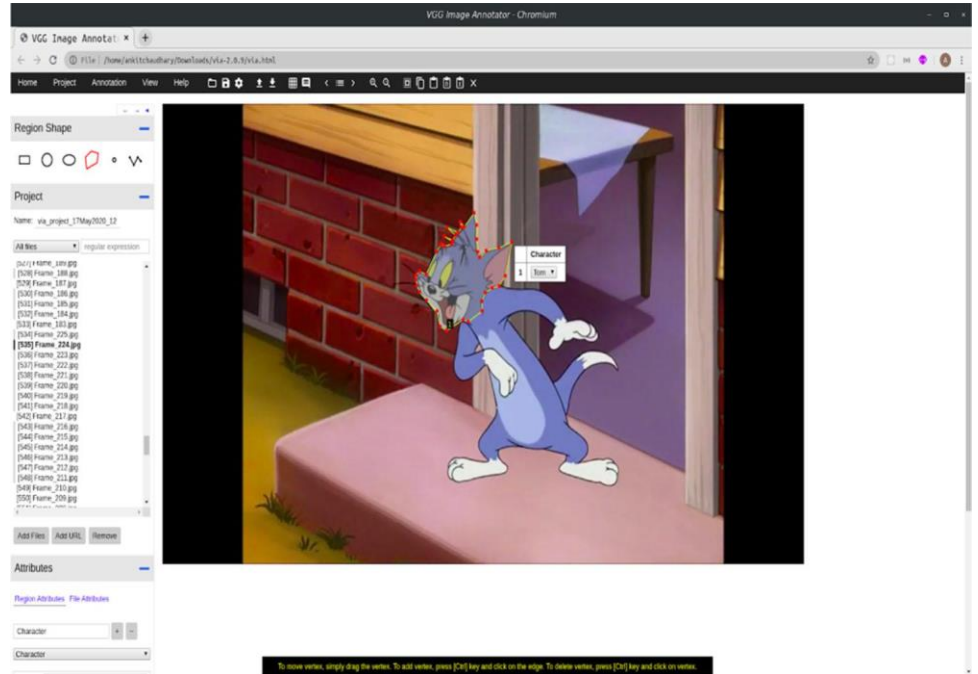 VGG Image Annotator - Chromium
VGG Image Annotat
File /home/ankitchaudhary/Downloads/via-2.0.9/via.html
Home Project Annotation View Help
Region Shape
Project
Name: via_project_17May2020_12
All files regular expression
[527] Frame_189.jpg
[528] Frame_188.jpg
[529] Frame_187.jpg
[530] Frame_186.jpg
[531] Frame_185.jpg
[532] Frame_184.jpg
[533] Frame_183.jpg
[534] Frame_225.jpg
[535] Frame_224.jpg
[536] Frame_223.jpg
[537] Frame_222.jpg
[538] Frame_221.jpg
[539] Frame_220.jpg
[540] Frame_219.jpg
[541] Frame_218.jpg
[542] Frame_217.jpg
[543] Frame_216.jpg
[544] Frame_215.jpg
[545] Frame_214.jpg
[546] Frame_213.jpg
[547] Frame_212.jpg
[548] Frame_211.jpg
[549] Frame_210.jpg
[550] Frame_209.jpg
Add Files Add URL Remove
Attributes
Region Attributes File Attributes
Character
Character
Character
1 Tom
To move vertex, simply drag the vertex. To add vertex, press [Ctrl] key and click on the edge. To delete vertex, press [Ctrl] key and click on vertex.